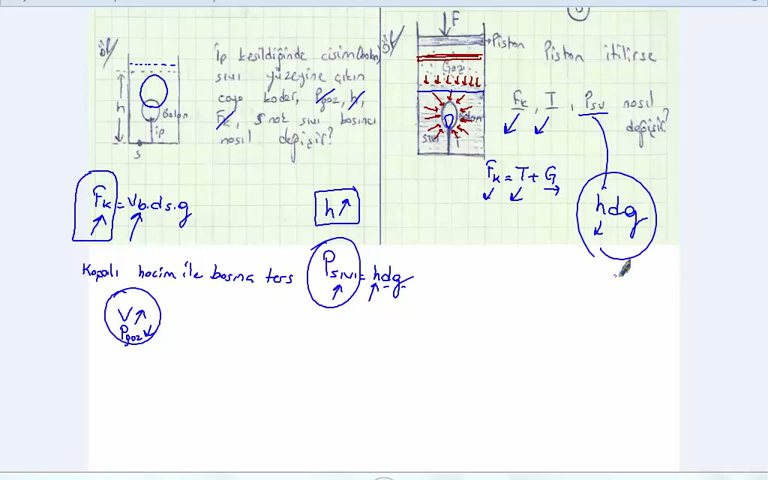 ör/
İp kesildiğinde cisim(balon)
sıvı yüzeyine çıkın
caya kadar, Pgaz, h,
Fk, S nok sıvı basıncı
nasıl değişir?
h
Balon
ip
S
Fk = Vb.ds.g
h↑
Kapalı hacim ile basınç ters
Psıvı = hdg
V↑
Pgaz↓
ör/
F
Piston
Gaz
Balon
sıvı
Piston itilirse
Fk, T, Psıvı nasıl
değişir?
Fk = T + G
hdg